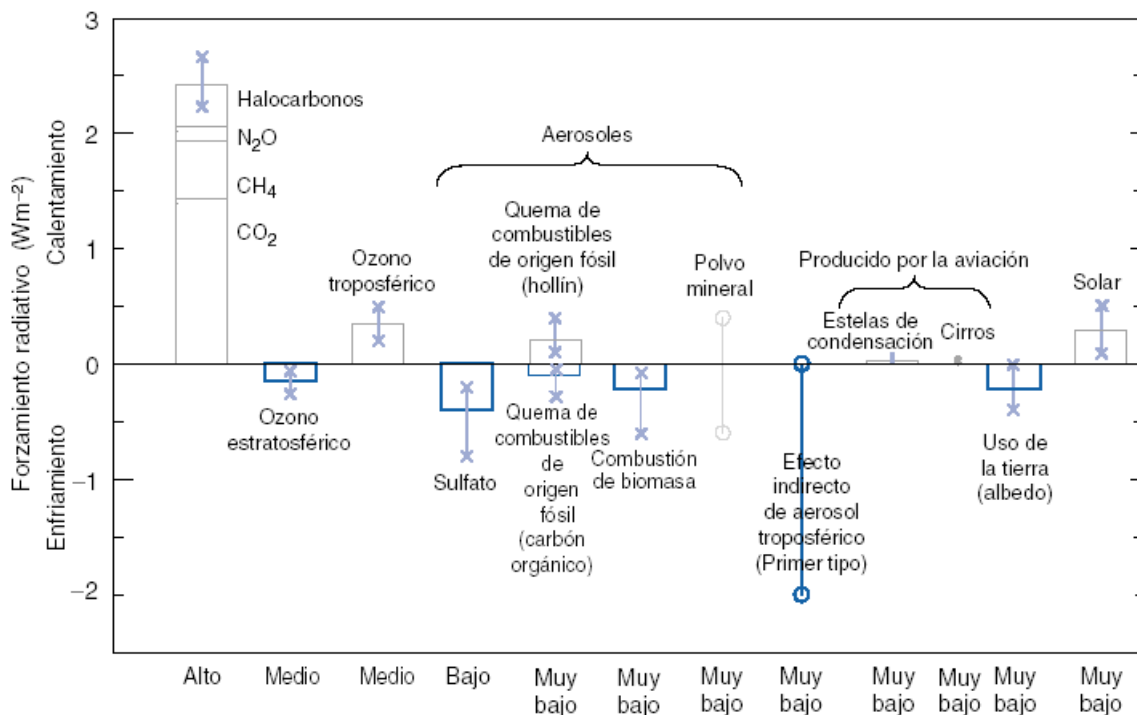 Forzamiento radiativo (Wm⁻²)
Calentamiento
Enfriamiento
3
2
1
0
−1
−2
Halocarbonos
N₂O
CH₄
CO₂
Ozono
estratosférico
Ozono
troposférico
Aerosoles
Sulfato
Quema de
combustibles
de origen fósil
(hollín)
Quema de
combustibles
de
origen
fósil
(carbón
orgánico)
Combustión
de biomasa
Polvo
mineral
Efecto
indirecto
de aerosol
troposférico
(Primer tipo)
Producido por la aviación
Estelas de
condensación
Cirros
Uso de
la tierra
(albedo)
Solar
Alto
Medio
Medio
Bajo
Muy
bajo
Muy
bajo
Muy
bajo
Muy
bajo
Muy
bajo
Muy
bajo
Muy
bajo
Muy
bajo